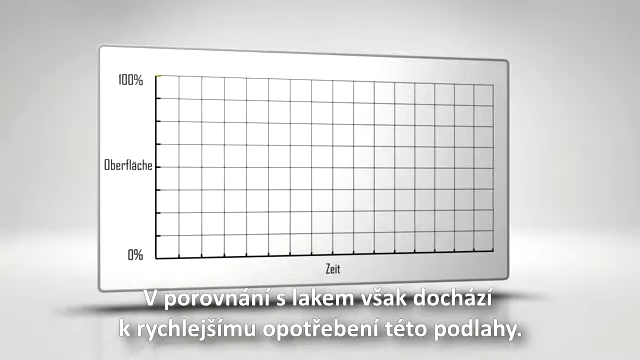 100%
Oberfläche
0%
Zeit
V porovnání s lakem však dochází
k rychlejšímu opotřebení této podlahy.